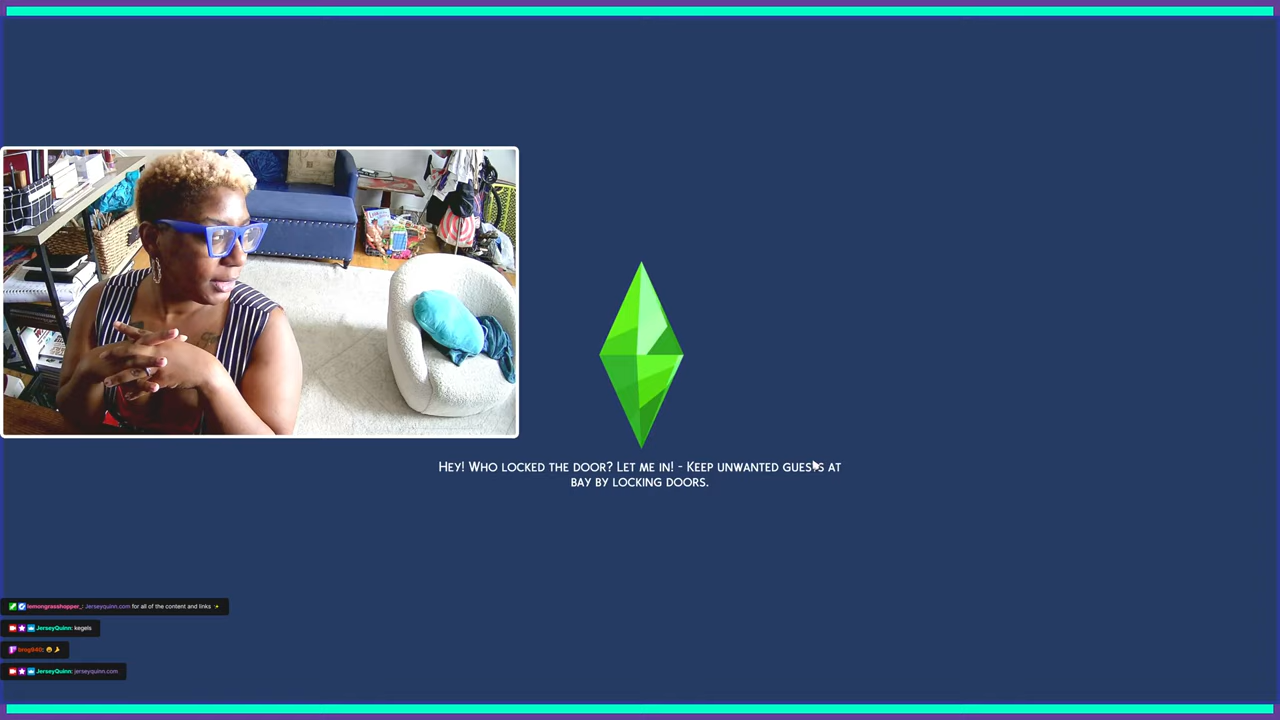 Hey! Who locked the door? Let me in! - Keep unwanted guests at
bay by locking doors.
lemongrasshopper_: Jerseyquinn.com for all of the content and links
JerseyQuinn: kegels
brog940:
JerseyQuinn: jerseyquinn.com